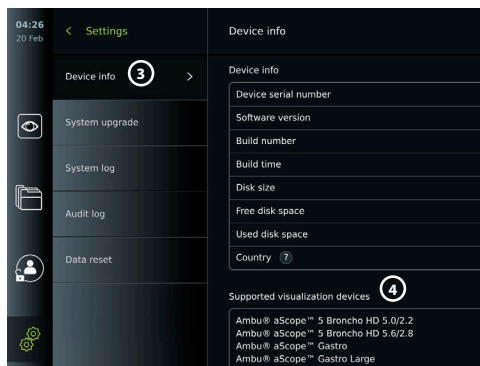 04:26
20 Feb
< Settings
Device info 3 >
System upgrade
System log
Audit log
Data reset
Device info
Device info
Device serial number
Software version
Build number
Build time
Disk size
Free disk space
Used disk space
Country ?
Supported visualization devices 4
Ambu® aScope™ 5 Broncho HD 5.0/2.2
Ambu® aScope™ 5 Broncho HD 5.6/2.8
Ambu® aScope™ Gastro
Ambu® aScope™ Gastro Large